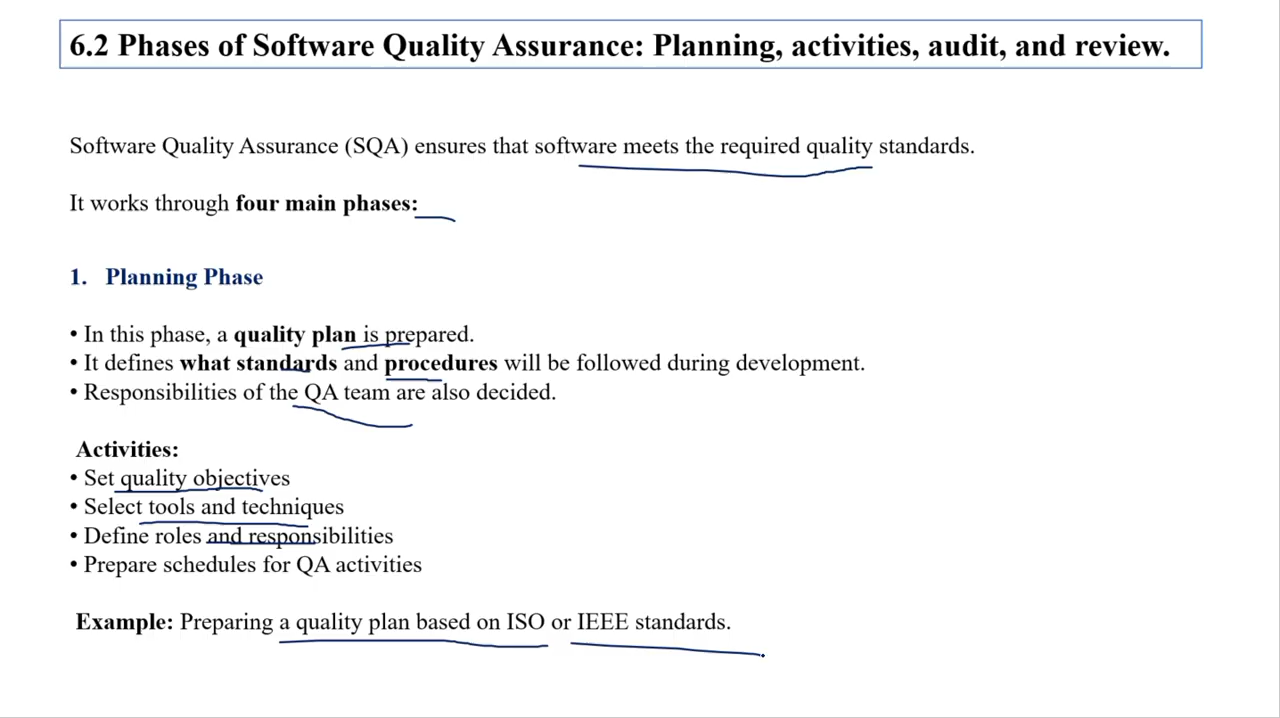 6.2 Phases of Software Quality Assurance: Planning, activities, audit, and review.
Software Quality Assurance (SQA) ensures that software meets the required quality standards.
It works through four main phases:
1. Planning Phase
• In this phase, a quality plan is prepared.
• It defines what standards and procedures will be followed during development.
• Responsibilities of the QA team are also decided.
Activities:
• Set quality objectives
• Select tools and techniques
• Define roles and responsibilities
• Prepare schedules for QA activities
Example: Preparing a quality plan based on ISO or IEEE standards.